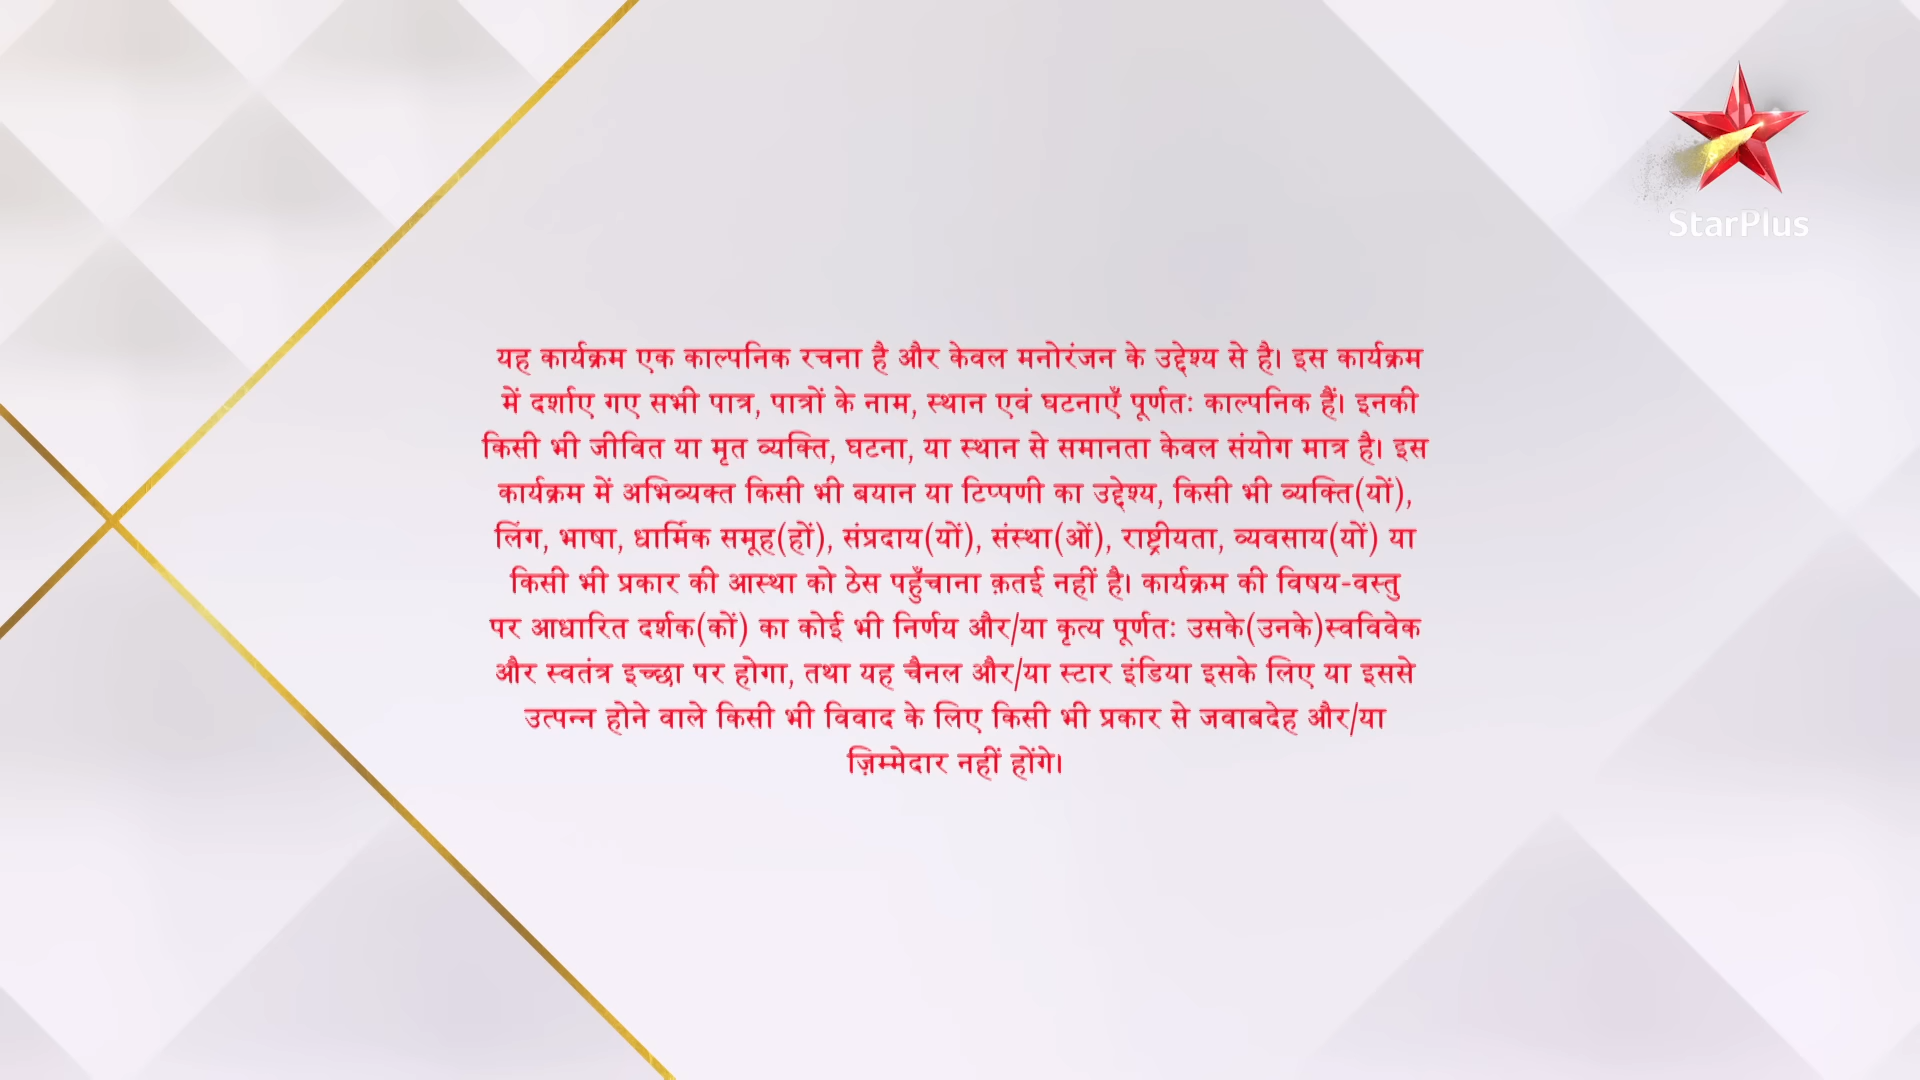 StarPlus
यह कार्यक्रम एक काल्पनिक रचना है और केवल मनोरंजन के उद्देश्य से है। इस कार्यक्रम
में दर्शाए गए सभी पात्र, पात्रों के नाम, स्थान एवं घटनाएँ पूर्णतः काल्पनिक हैं। इनकी
किसी भी जीवित या मृत व्यक्ति, घटना, या स्थान से समानता केवल संयोग मात्र है। इस
कार्यक्रम में अभिव्यक्त किसी भी बयान या टिप्पणी का उद्देश्य, किसी भी व्यक्ति(यों),
लिंग, भाषा, धार्मिक समूह(हों), संप्रदाय(यों), संस्था(ओं), राष्ट्रीयता, व्यवसाय(यों) या
किसी भी प्रकार की आस्था को ठेस पहुँचाना क़तई नहीं है। कार्यक्रम की विषय-वस्तु
पर आधारित दर्शक(कों) का कोई भी निर्णय और/या कृत्य पूर्णतः उसके(उनके)स्वविवेक
और स्वतंत्र इच्छा पर होगा, तथा यह चैनल और/या स्टार इंडिया इसके लिए या इससे
उत्पन्न होने वाले किसी भी विवाद के लिए किसी भी प्रकार से जवाबदेह और/या
ज़िम्मेदार नहीं होंगे।